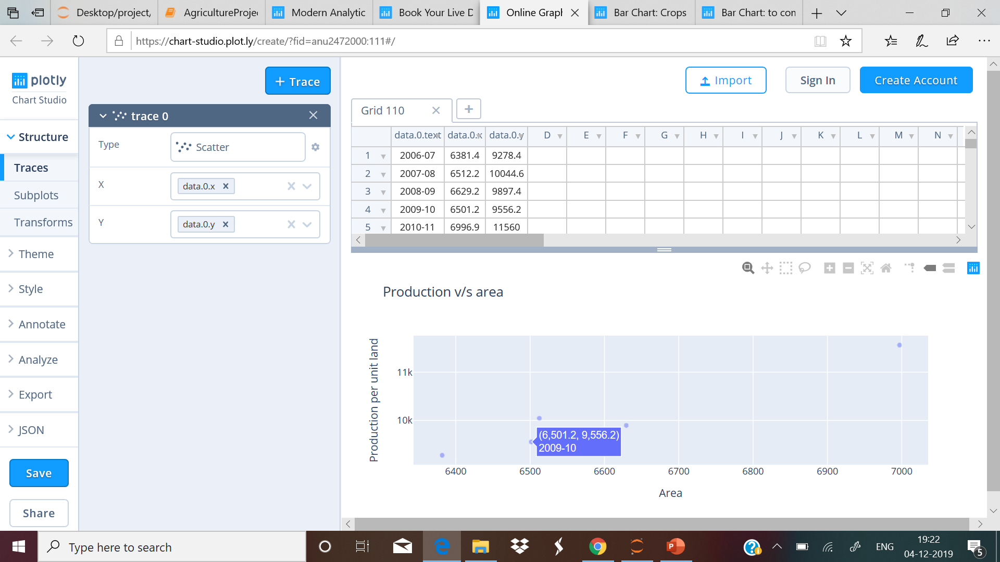 Desktop/project/
AgricultureProjec
Modern Analytic
Book Your Live D
Online Graph
Bar Chart: Crops
Bar Chart: to con
https://chart-studio.plot.ly/create/?fid=anu2472000:111#/
plotly
Chart Studio
Structure
Traces
Subplots
Transforms
Theme
Style
Annotate
Analyze
Export
JSON
Save
Share
+ Trace
trace 0
Type
Scatter
X
data.0.x
Y
data.0.y
Import
Sign In
Create Account
Grid 110
data.0.text data.0.x data.0.y D E F G H I J K L M N
1 2006-07 6381.4 9278.4
2 2007-08 6512.2 10044.6
3 2008-09 6629.2 9897.4
4 2009-10 6501.2 9556.2
5 2010-11 6996.9 11560
Production v/s area
Production per unit land
11k
10k
(6,501.2, 9,556.2)
2009-10
6400 6500 6600 6700 6800 6900 7000
Area
Type here to search
ENG
19:22
04-12-2019
5